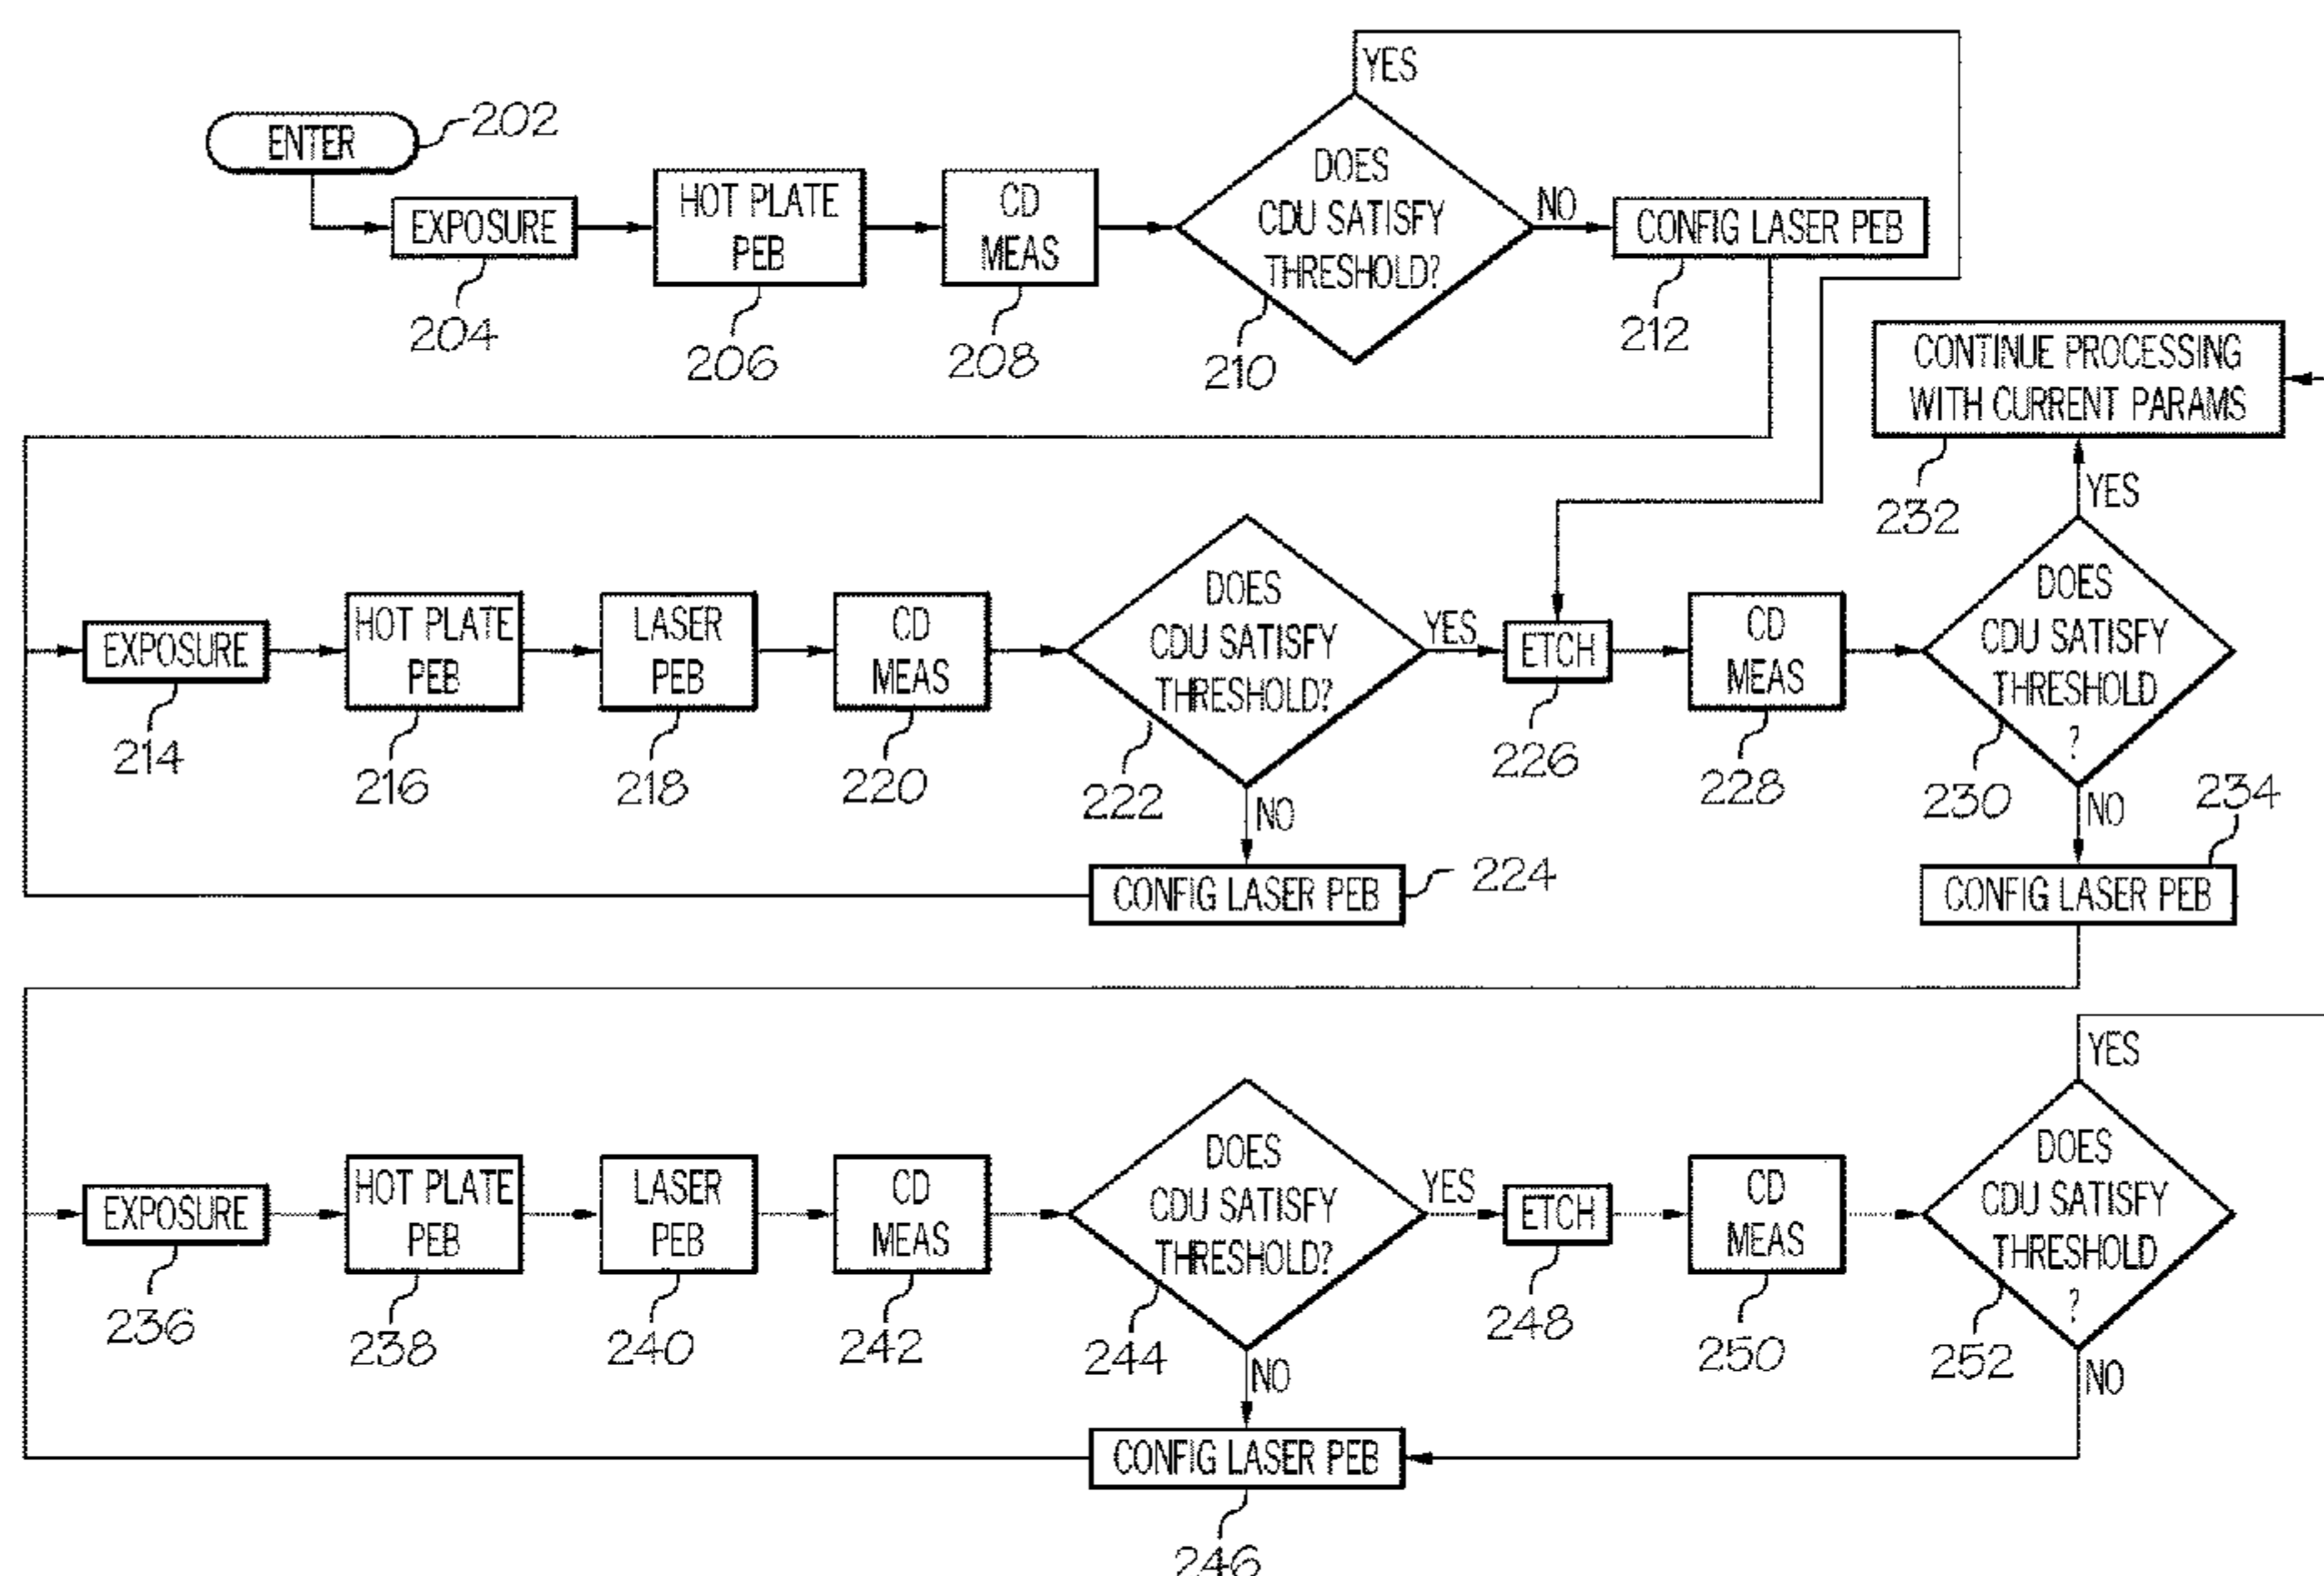 YES
ENTER
202
HOT PLATE
PEB
CD
MEAS
DOES
CDU SATISFY
THRESHOLD?
NO
CONFIG LASER PEB
EXPOSURE
204
206
208
210
212
CONTINUE PROCESSING
WITH CURRENT PARAMS
232
YES
EXPOSURE
214
HOT PLATE
PEB
216
LASER
PEB
218
CD
MEAS
220
DOES
CDU SATISFY
THRESHOLD?
222
YES
NO
CONFIG LASER PEB
224
ETCH
226
CD
MEAS
228
DOES
CDU SATISFY
THRESHOLD
?
230
NO
234
CONFIG LASER PEB
YES
EXPOSURE
236
HOT PLATE
PEB
238
LASER
PEB
240
CD
MEAS
242
DOES
CDU SATISFY
THRESHOLD?
244
YES
NO
ETCH
248
CD
MEAS
250
DOES
CDU SATISFY
THRESHOLD
?
252
NO
CONFIG LASER PEB
246